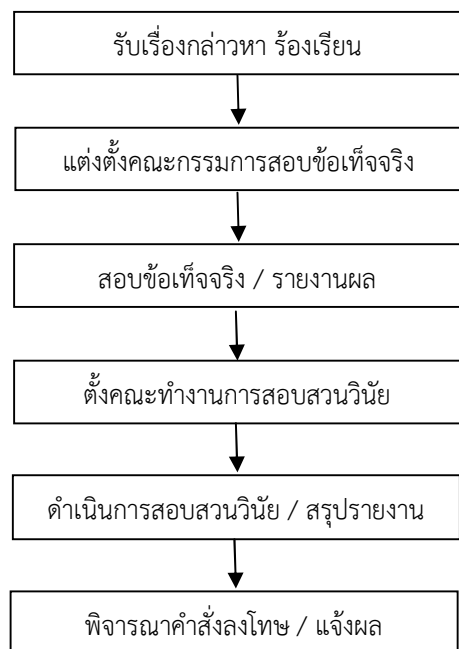 รับเรื่องกล่าวหา ร้องเรียน
แต่งตั้งคณะกรรมการสอบข้อเท็จจริง
สอบข้อเท็จจริง / รายงานผล
ตั้งคณะทำงานการสอบสวนวินัย
ดำเนินการสอบสวนวินัย / สรุปรายงาน
พิจารณาคำสั่งลงโทษ / แจ้งผล